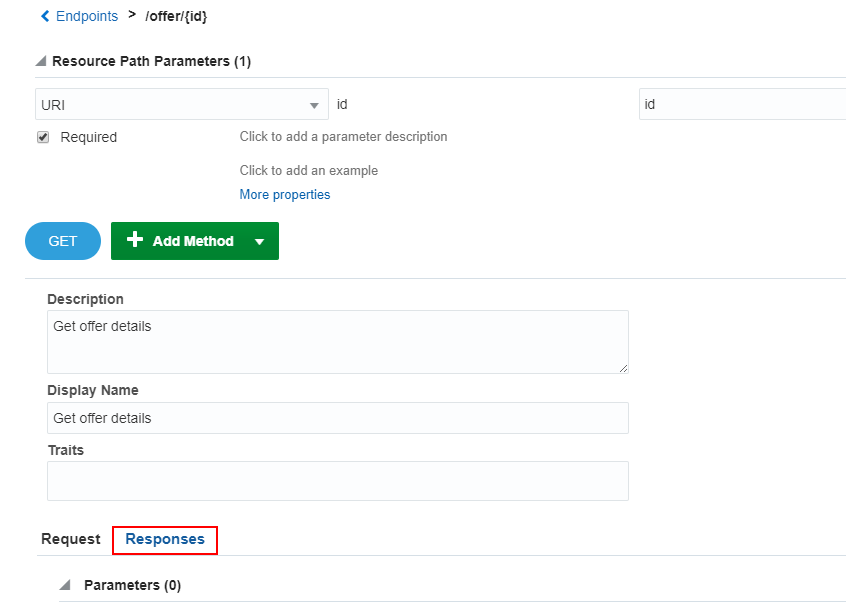 Endpoints > /offer/{id}
Resource Path Parameters (1)
URI id id
Required Click to add a parameter description
Click to add an example
More properties
GET Add Method
Description
Get offer details
Display Name
Get offer details
Traits
Request Responses
Parameters (0)